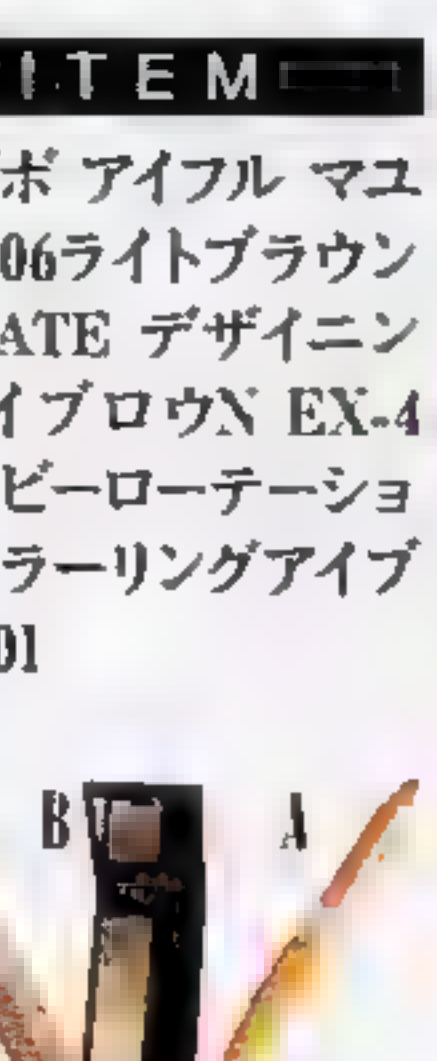 ITEM
ボ アイフル マユ
06ライトブラウン
ATE デザイニン
イブロウN EX-4
ビーローテーショ
ラーリングアイブ
01
B A